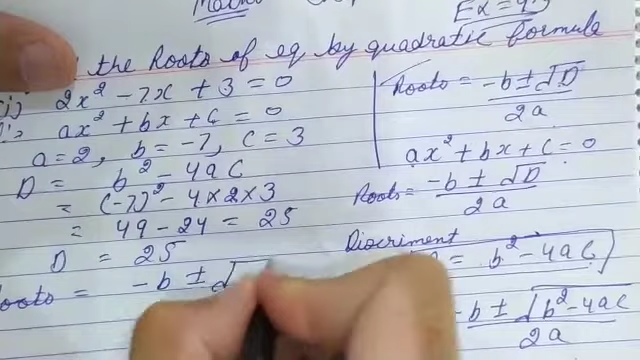 Ex = 4.3
the Roots of eq by quadratic formula
2x² - 7x + 3 = 0
ax² + bx + c = 0
a = 2, b = -7, c = 3
D = b² - 4ac
= (-7)² - 4×2×3
= 49 - 24 = 25
D = 25
Roots = -b ± √
Roots = -b ± √D
2a
ax² + bx + c = 0
Roots = -b ± √D
2a
Discriment
= b² - 4ac
-b ± √b² - 4ac
2a